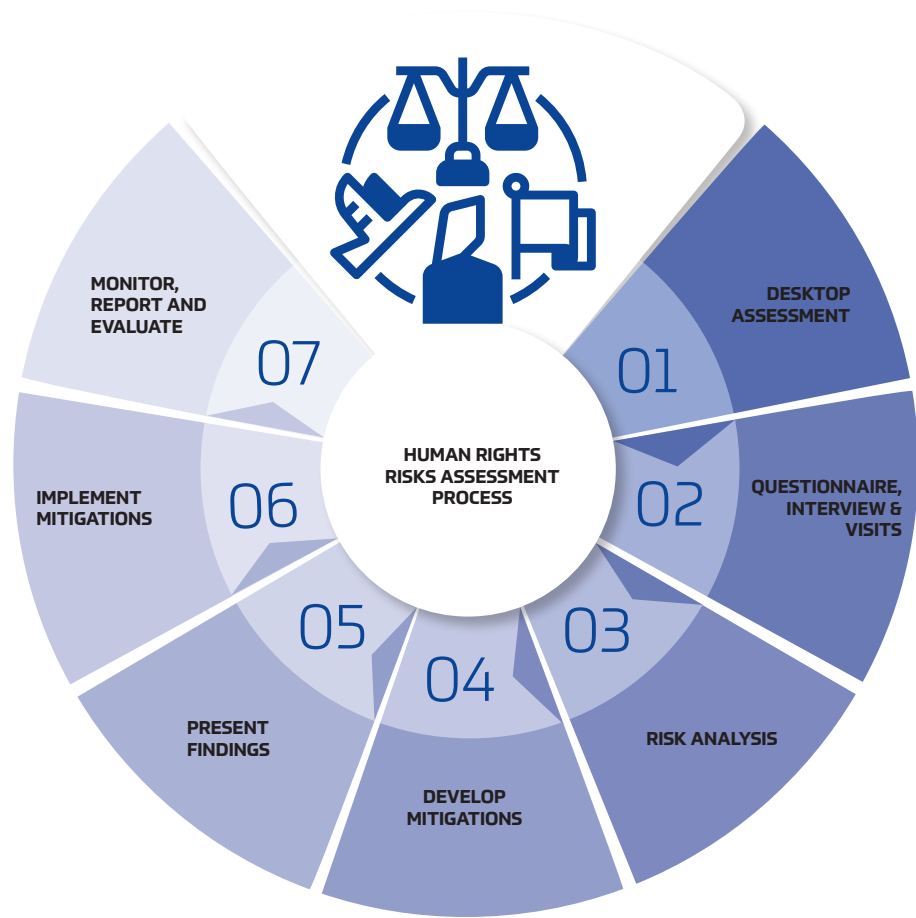 HUMAN RIGHTS
RISKS ASSESSMENT
PROCESS
01
DESKTOP
ASSESSMENT
02
QUESTIONNAIRE,
INTERVIEW &
VISITS
03
RISK ANALYSIS
04
DEVELOP
MITIGATIONS
05
PRESENT
FINDINGS
06
IMPLEMENT
MITIGATIONS
07
MONITOR,
REPORT AND
EVALUATE